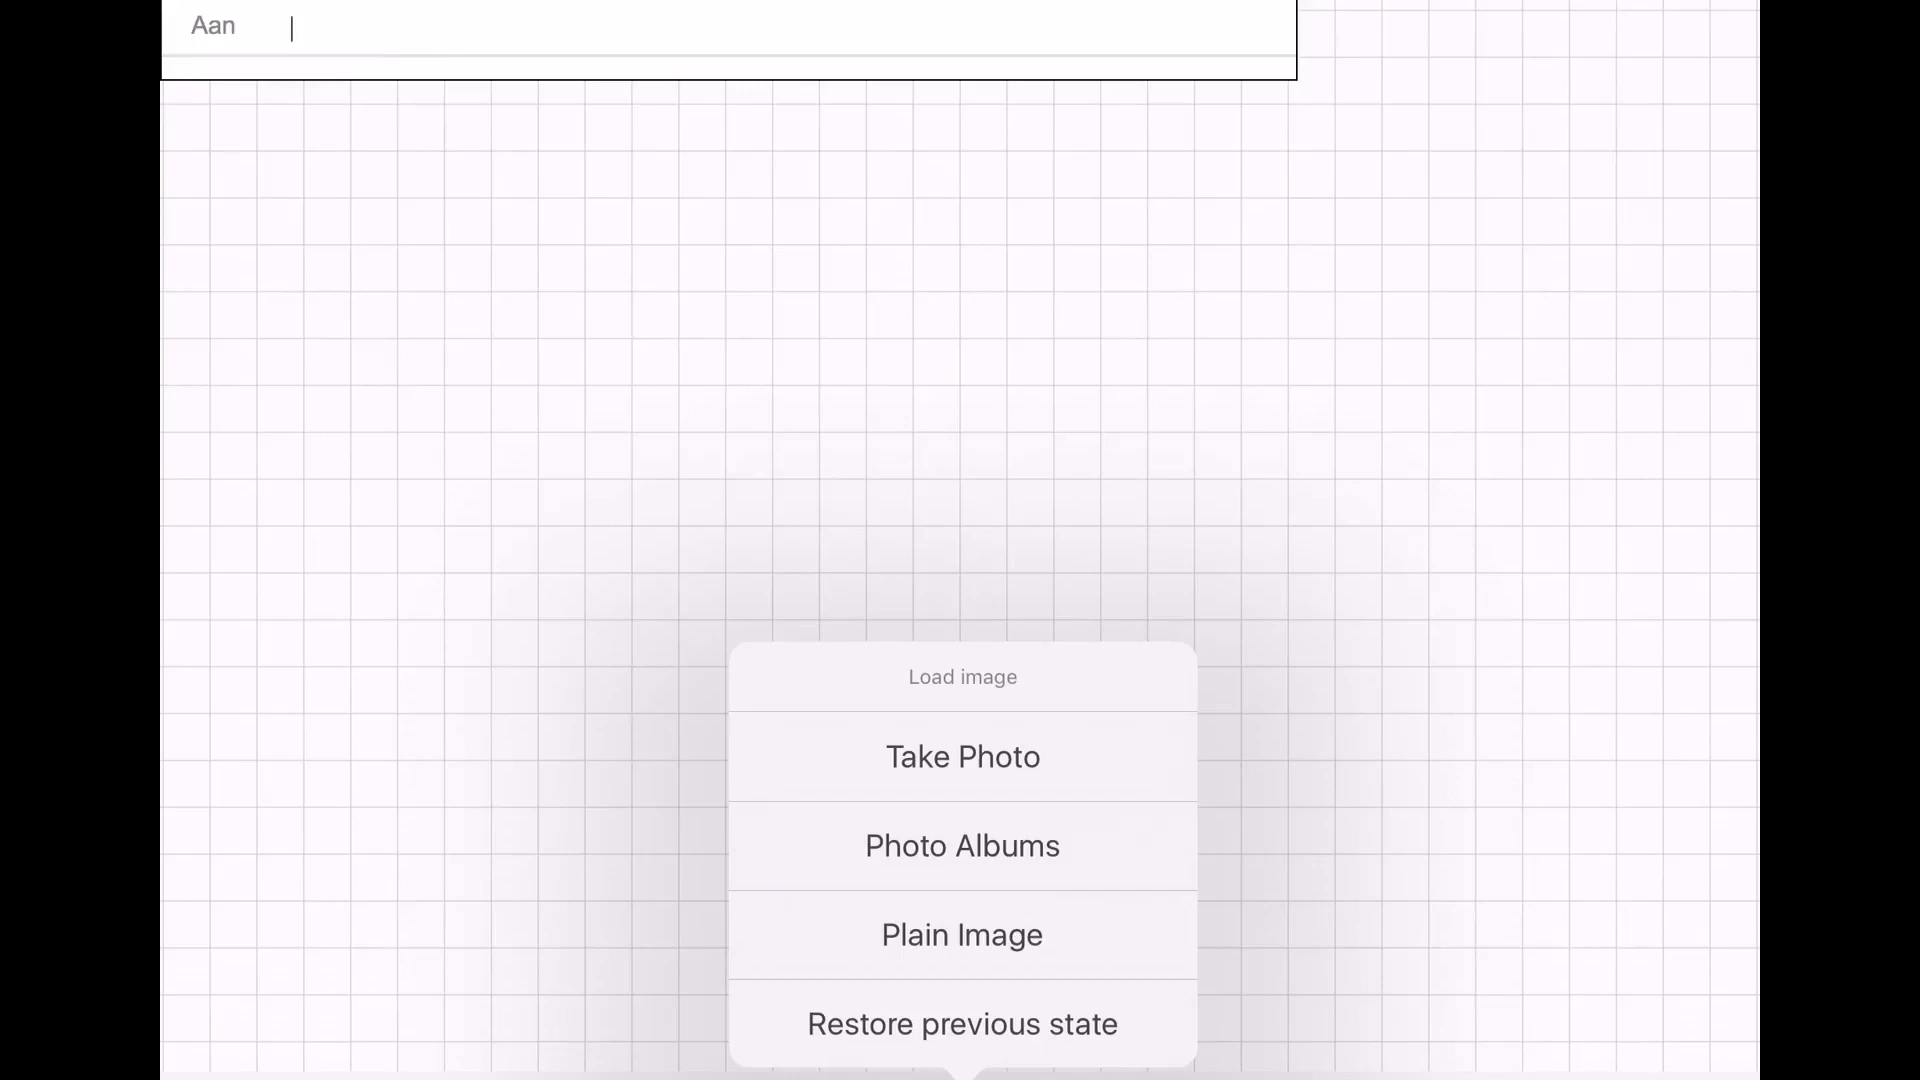 Aan
Load image
Take Photo
Photo Albums
Plain Image
Restore previous state